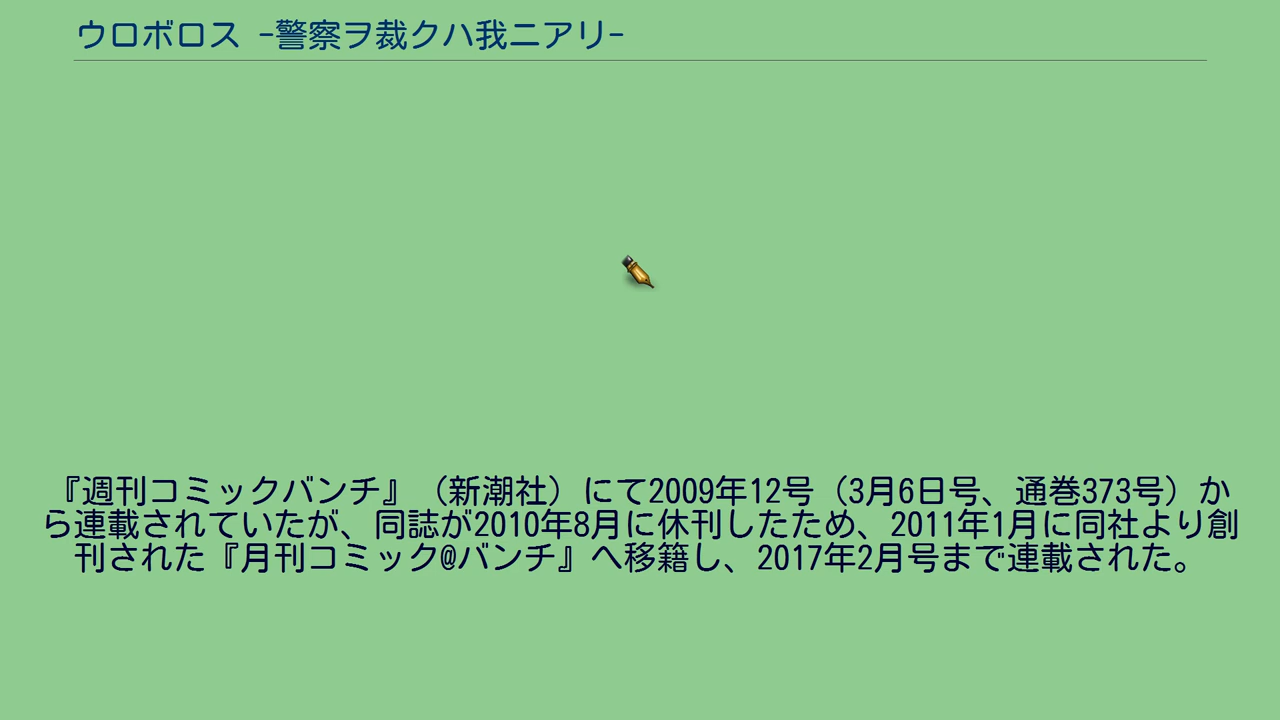 ウロボロス -警察ヲ裁クハ我ニアリ-
『週刊コミックバンチ』（新潮社）にて2009年12号（3月6日号、通巻373号）か
ら連載されていたが、同誌が2010年8月に休刊したため、2011年1月に同社より創
刊された『月刊コミック@バンチ』へ移籍し、2017年2月号まで連載された。